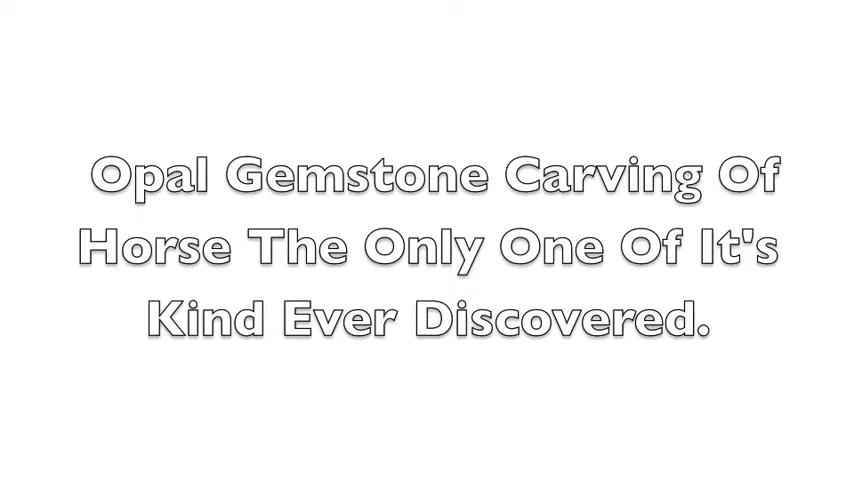 Opal Gemstone Carving Of
Horse The Only One Of It's
Kind Ever Discovered.